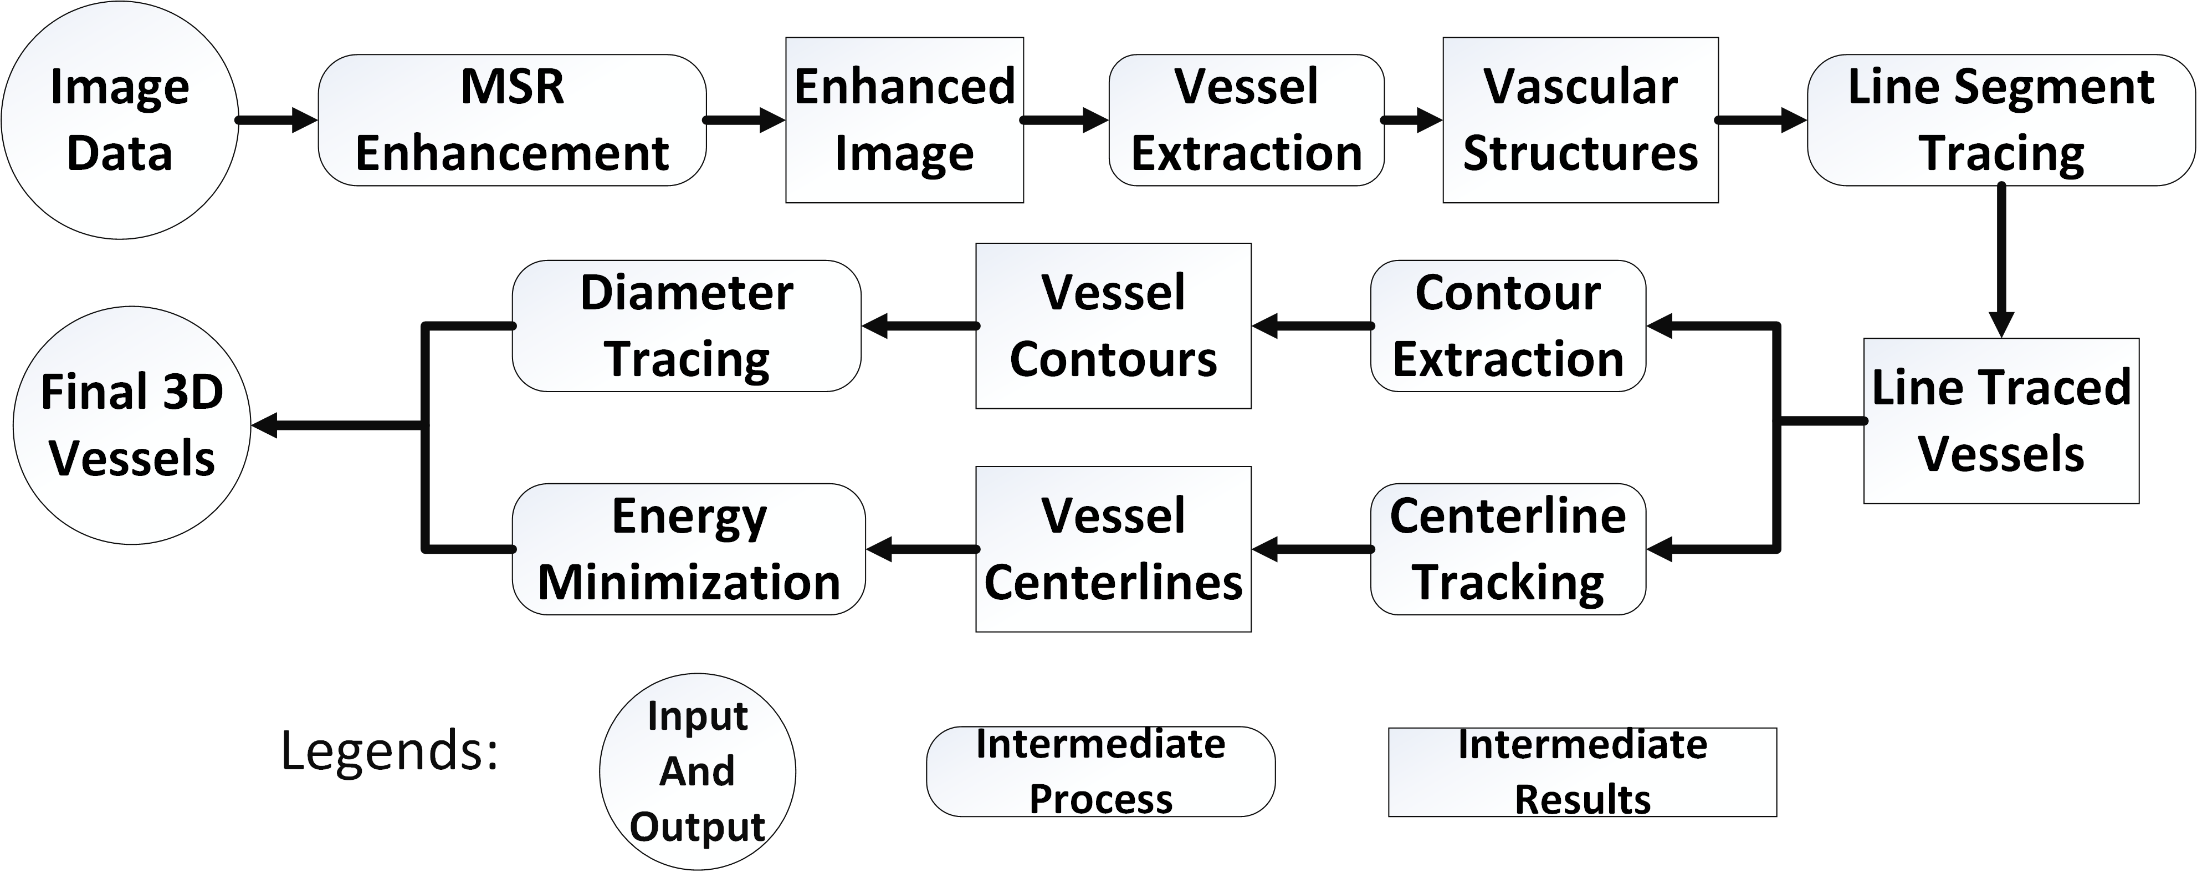 Image
Data
MSR
Enhancement
Enhanced
Image
Vessel
Extraction
Vascular
Structures
Line Segment
Tracing
Line Traced
Vessels
Contour
Extraction
Vessel
Contours
Diameter
Tracing
Centerline
Tracking
Vessel
Centerlines
Energy
Minimization
Final 3D
Vessels
Legends:
Input
And
Output
Intermediate
Process
Intermediate
Results